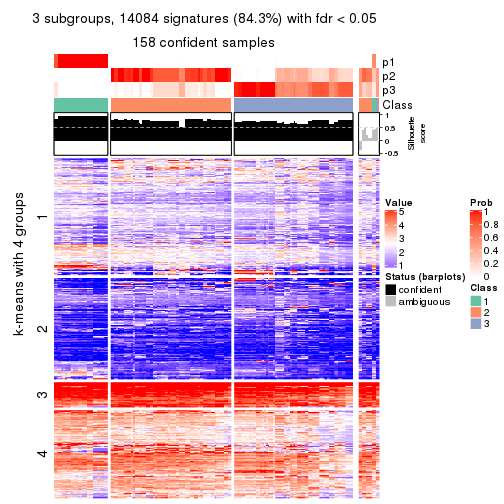 3 subgroups, 14084 signatures (84.3%) with fdr < 0.05
158 confident samples
p1
p2
p3
Class
1
0.5
0
-0.5
Silhouette
score
k-means with 4 groups
1
2
3
4
Value
5
4
3
2
1
Status (barplots)
confident
ambiguous
Prob
1
0.8
0.6
0.4
0.2
0
Class
1
2
3